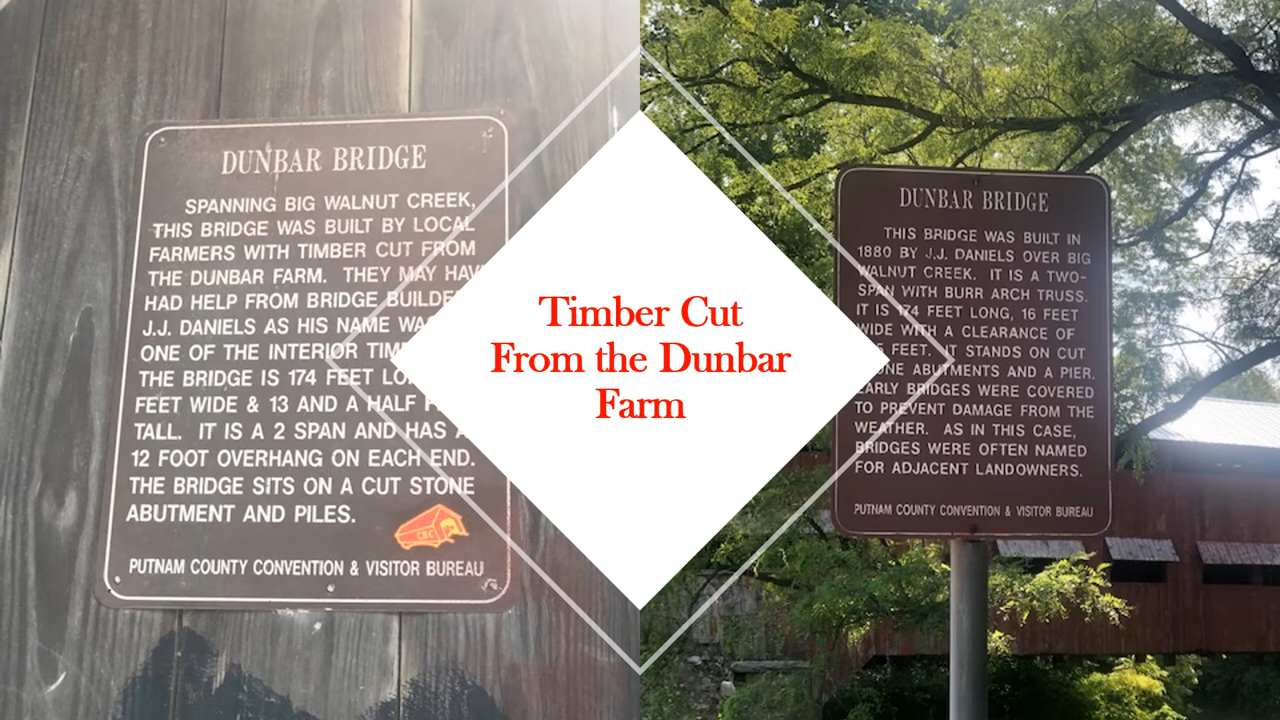 DUNBAR BRIDGE
SPANNING BIG WALNUT CREEK,
THIS BRIDGE WAS BUILT BY LOCAL
FARMERS WITH TIMBER CUT FROM
THE DUNBAR FARM. THEY MAY HAV
HAD HELP FROM BRIDGE BUILDE
J.J. DANIELS AS HIS NAME WA
ONE OF THE INTERIOR TIM
THE BRIDGE IS 174 FEET LO
FEET WIDE & 13 AND A HALF F
TALL. IT IS A 2 SPAN AND HAS A
12 FOOT OVERHANG ON EACH END.
THE BRIDGE SITS ON A CUT STONE
ABUTMENT AND PILES.
CBC
PUTNAM COUNTY CONVENTION & VISITOR BUREAU
Timber Cut
From the Dunbar
Farm
DUNBAR BRIDGE
THIS BRIDGE WAS BUILT IN
1880 BY J.J. DANIELS OVER BIG
WALNUT CREEK. IT IS A TWO-
SPAN WITH BURR ARCH TRUSS.
IT IS 174 FEET LONG, 16 FEET
WIDE WITH A CLEARANCE OF
FEET. IT STANDS ON CUT
ONE ABUTMENTS AND A PIER.
EARLY BRIDGES WERE COVERED
TO PREVENT DAMAGE FROM THE
WEATHER. AS IN THIS CASE,
BRIDGES WERE OFTEN NAMED
FOR ADJACENT LANDOWNERS.
PUTNAM COUNTY CONVENTION & VISITOR BUREAU